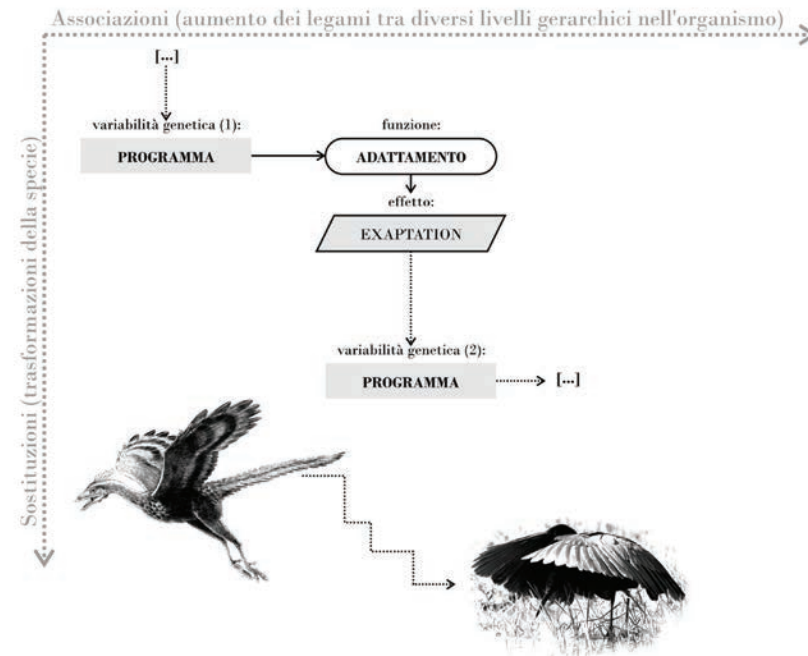 Associazioni (aumento dei legami tra diversi livelli gerarchici nell'organismo)
Sostituzioni (trasformazioni della specie)
[...]
variabilità genetica (1):
PROGRAMMA
funzione:
ADATTAMENTO
effetto:
EXAPTATION
variabilità genetica (2):
PROGRAMMA
[...]